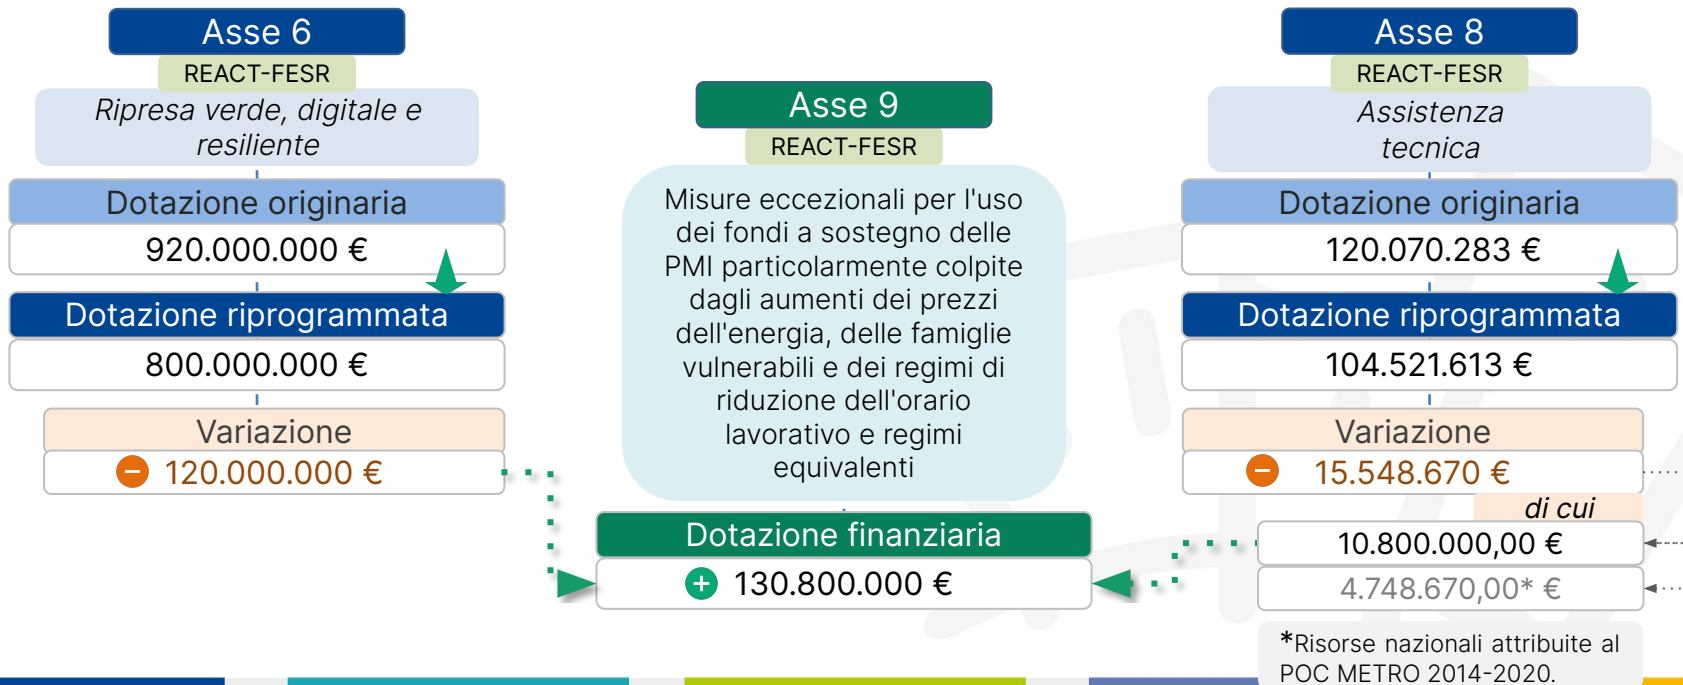 Asse 6
REACT-FESR
Ripresa verde, digitale e
resiliente
Dotazione originaria
920.000.000 €
Dotazione riprogrammata
800.000.000 €
Variazione
120.000.000 €
Asse 9
REACT-FESR
Misure eccezionali per l'uso
dei fondi a sostegno delle
PMI particolarmente colpite
dagli aumenti dei prezzi
dell'energia, delle famiglie
vulnerabili e dei regimi di
riduzione dell'orario
lavorativo e regimi
equivalenti
Dotazione finanziaria
130.800.000 €
Asse 8
REACT-FESR
Assistenza
tecnica
Dotazione originaria
120.070.283 €
Dotazione riprogrammata
104.521.613 €
Variazione
15.548.670 €
di cui
10.800.000,00 €
4.748.670,00* €
*Risorse nazionali attribuite al
POC METRO 2014-2020.